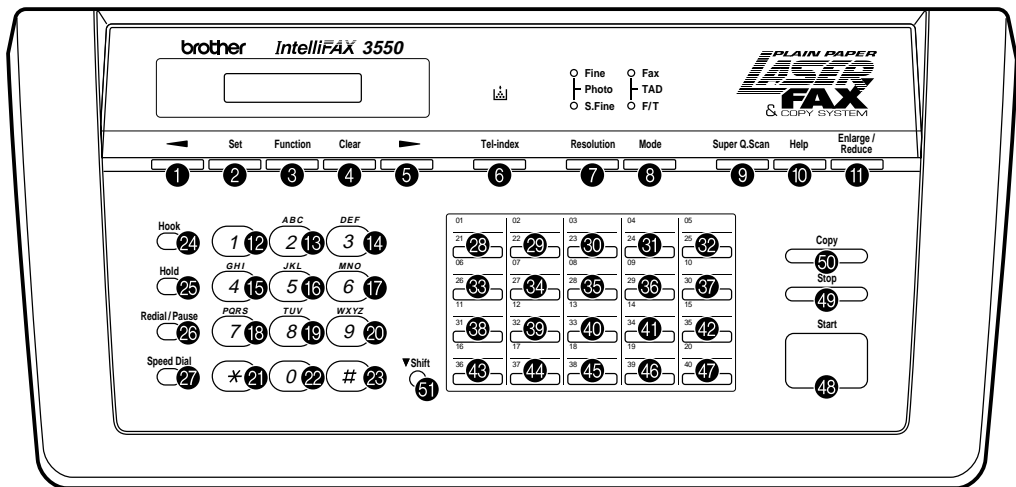 brother IntelliFAX 3550
Fine Fax
Photo TAD
S.Fine F/T
PLAIN PAPER
LASER
FAX
& COPY SYSTEM
Set Function Clear Tel-index Resolution Mode Super Q.Scan Help Enlarge / Reduce
1 2 3 4 5 6 7 8 9 10 11
01 02 03 04 05
ABC DEF
Hook 24 1 12 2 13 3 14
21 28 22 29 23 30 24 31 25 32
Copy
50
06 07 08 09 10
GHI JKL MNO
Hold 25 4 15 5 16 6 17
26 33 27 34 28 35 29 36 30 37
Stop
49
11 12 13 14 15
PQRS TUV WXYZ
Redial / Pause 26 7 18 8 19 9 20
31 38 32 39 33 40 34 41 35 42
Start
16 17 18 19 20
Speed Dial 27 * 21 0 22 # 23
▼Shift 51
36 43 37 44 38 45 39 46 40 47
48